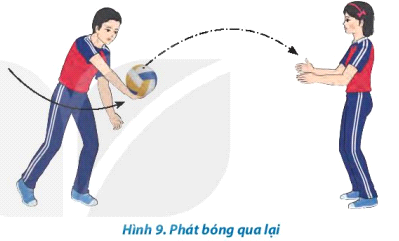 Hình 9. Phát bóng qua lại